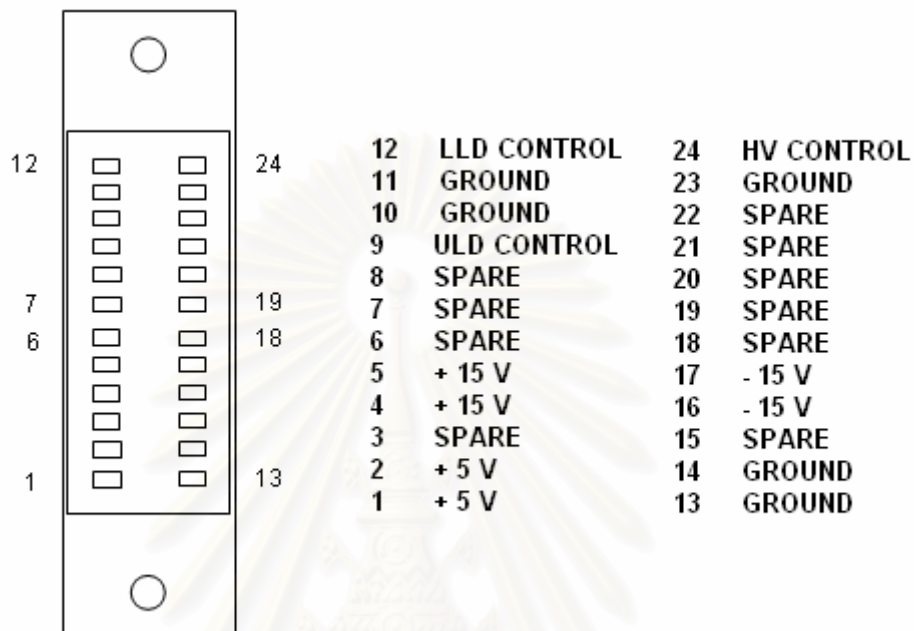 12 24
7 19
6 18
1 13
12 LLD CONTROL
11 GROUND
10 GROUND
9 ULD CONTROL
8 SPARE
7 SPARE
6 SPARE
5 + 15 V
4 + 15 V
3 SPARE
2 + 5 V
1 + 5 V
24 HV CONTROL
23 GROUND
22 SPARE
21 SPARE
20 SPARE
19 SPARE
18 SPARE
17 - 15 V
16 - 15 V
15 SPARE
14 GROUND
13 GROUND